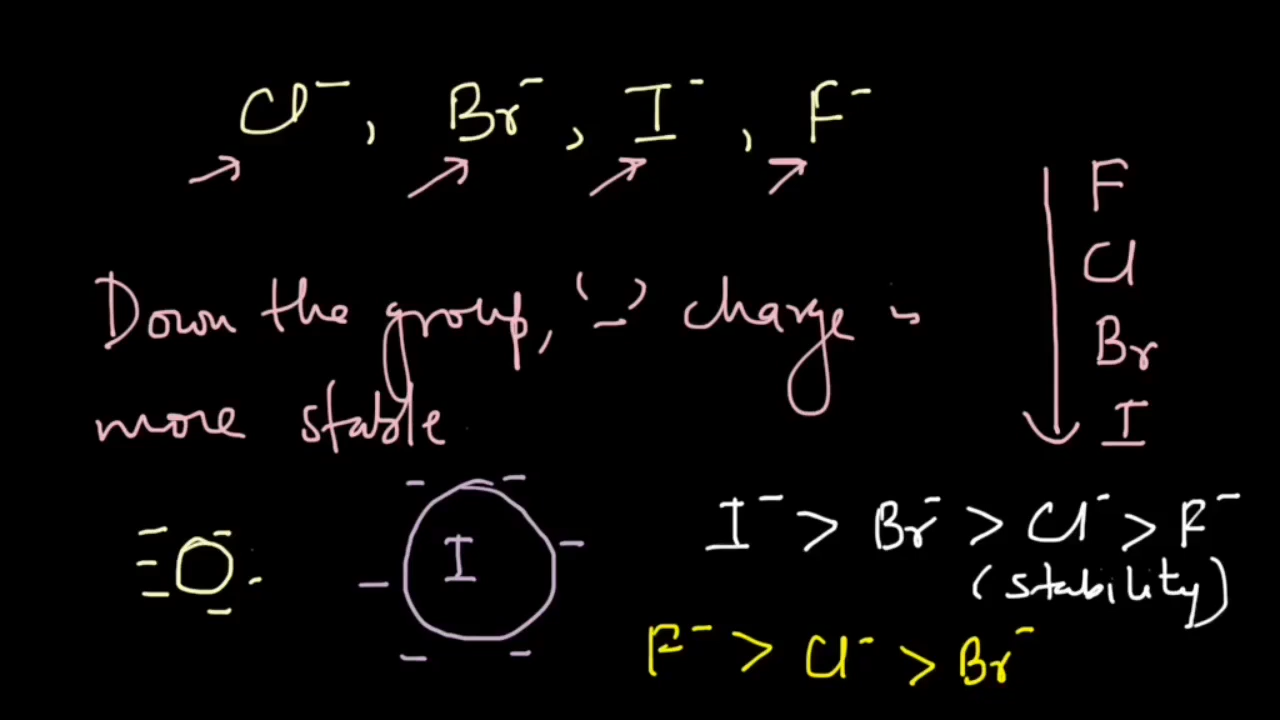 Cl⁻, Br⁻, I⁻, F⁻
F
Cl
Br
I
Down the group, '–' charge is
more stable
I
I⁻ > Br⁻ > Cl⁻ > F⁻
(stability)
F⁻ > Cl⁻ > Br⁻